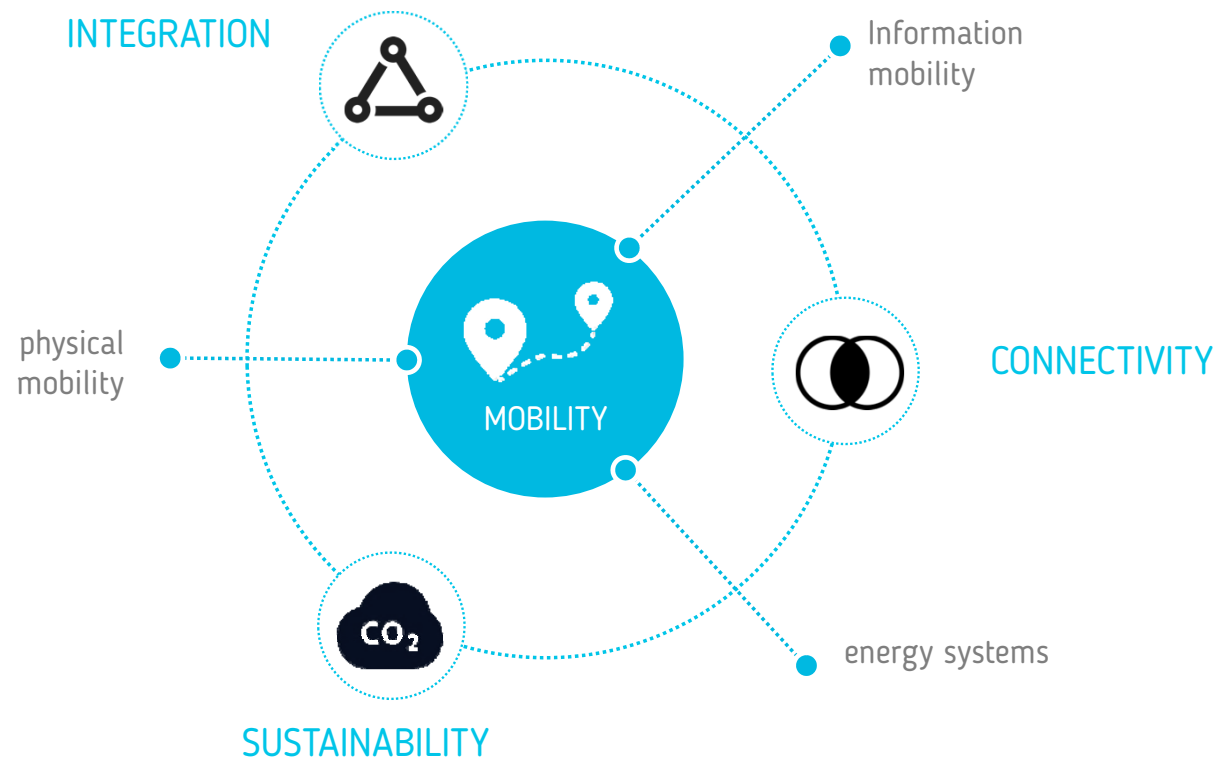 INTEGRATION
Information
mobility
physical
mobility
MOBILITY
CONNECTIVITY
CO₂
energy systems
SUSTAINABILITY